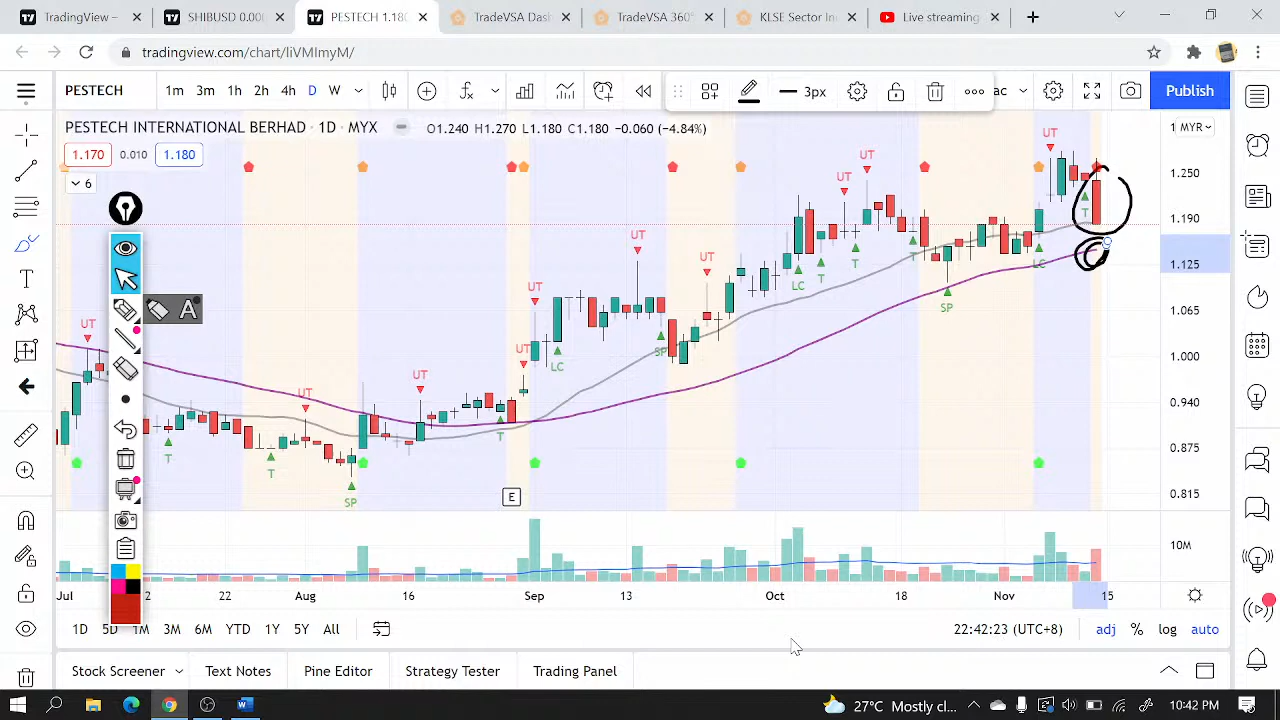 TradingView
SHIBUSD 0.00
PESTECH 1.180
TradeVSA Das
TradeVSA 360°
KLSE Sector In
Live streaming
tradingview.com/chart/IiVMImyM/
PESTECH
1m 3m 1h 2h 4h D W
3px
ac
Publish
PESTECH INTERNATIONAL BERHAD · 1D · MYX
O1.240 H1.270 L1.180 C1.180 -0.060 (-4.84%)
MYR
1.170 0.010 1.180
6
UT
UT
UT
UT
UT
UT
UT
UT
UT
UT
T
T
SP
T
LC
SP
LC
T
T
T
SP
LC
T
A
E
1.250
1.190
1.125
1.065
1.000
0.940
0.875
0.815
10M
Jul
22
Aug
16
Sep
13
Oct
18
Nov
15
1D 5D 1M 3M 6M YTD 1Y 5Y All
22:42:23 (UTC+8)
adj % log auto
Stock Screener
Text Notes
Pine Editor
Strategy Tester
Trading Panel
27°C Mostly cl...
10:42 PM